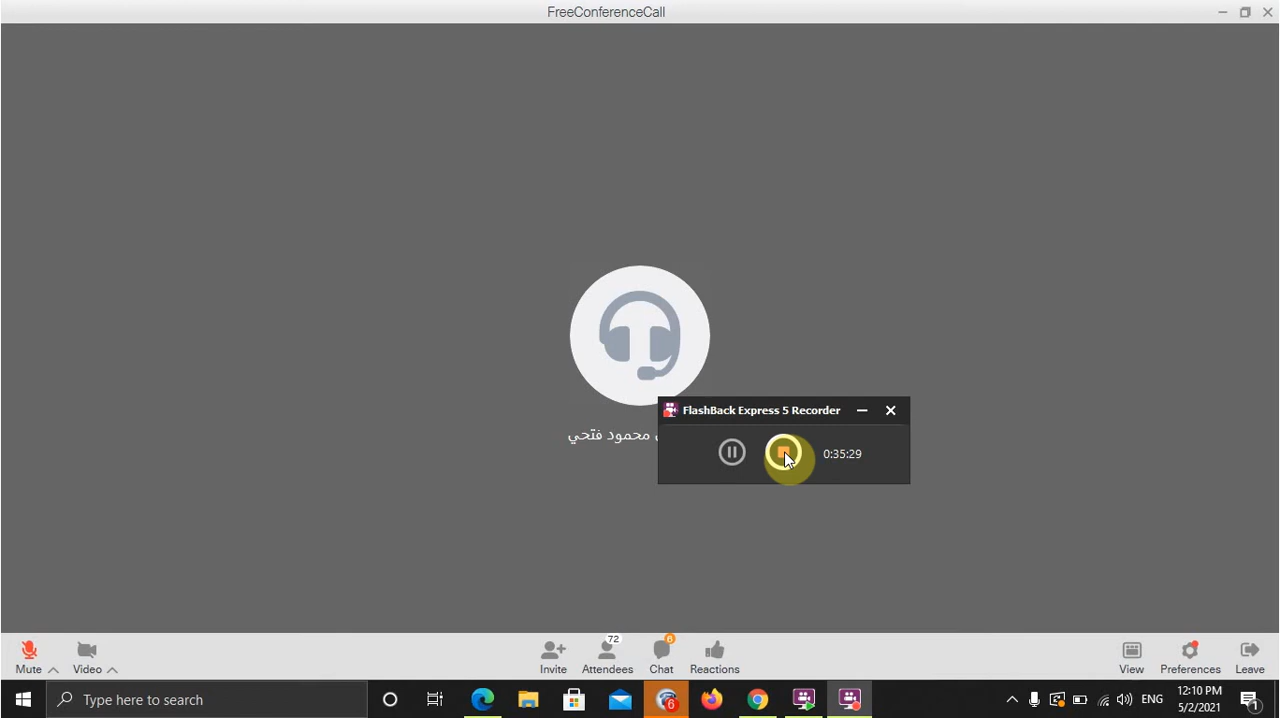 FreeConferenceCall
FlashBack Express 5 Recorder
محمود فتحي
0:35:29
72
6
Mute
Video
Invite
Attendees
Chat
Reactions
View
Preferences
Leave
Type here to search
6
ENG
12:10 PM
5/2/2021
1